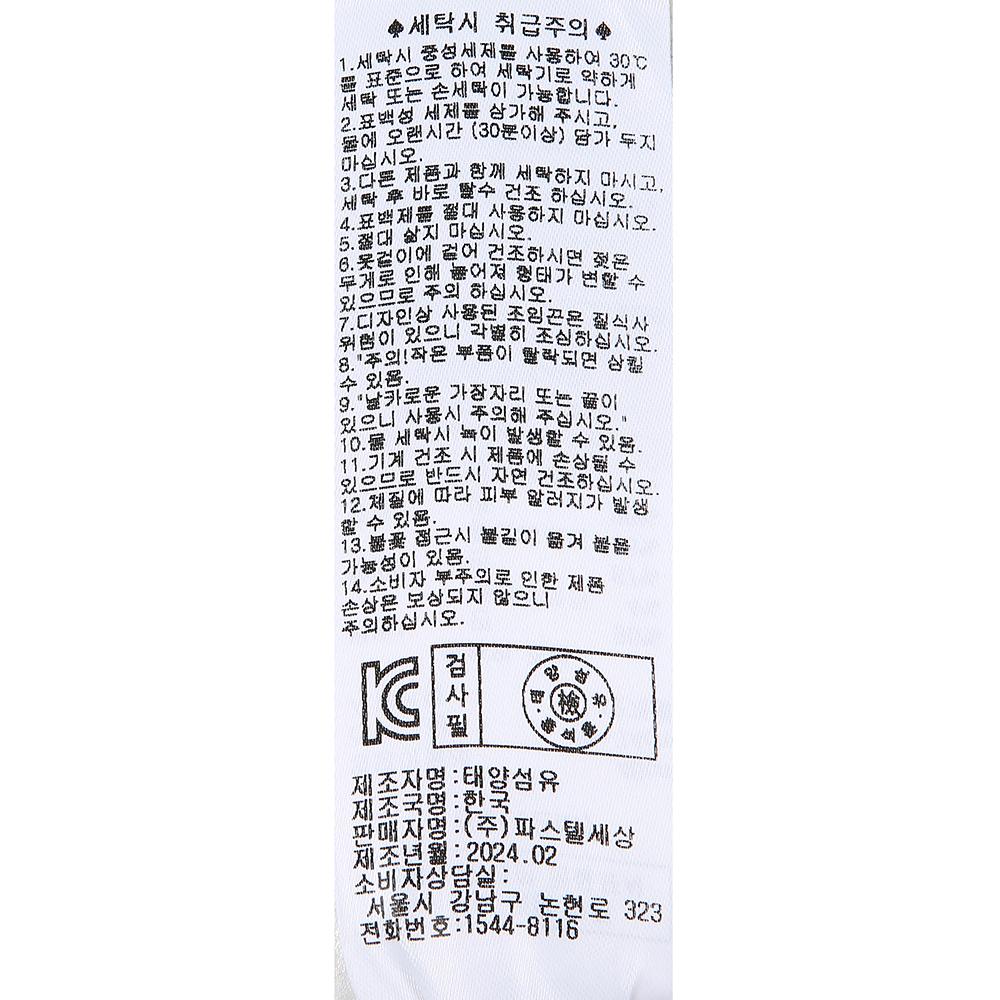 ♠세탁시 취급주의♠
1.세탁시 중성세제를 사용하여 30℃
를 표준으로 하여 세탁기로 약하게
세탁 또는 손세탁이 가능합니다.
2.표백성 세제를 삼가해 주시고,
물에 오랜시간 (30분이상) 담가 두지
마십시오.
3.다른 제품과 함께 세탁하지 마시고,
세탁 후 바로 탈수 건조 하십시오.
4.표백제를 절대 사용하지 마십시오.
5.절대 삶지 마십시오.
6.옷걸이에 걸어 건조하시면 젖은
무게로 인해 늘어져 형태가 변할 수
있으므로 주의 하십시오.
7.디자인상 사용된 조임끈은 질식사
위험이 있으니 각별히 조심하십시오.
8."주의!작은 부품이 탈락되면 삼킬
수 있음.
9."날카로운 가장자리 또는 끝이
있으니 사용시 주의해 주십시오."
10.물 세탁시 녹이 발생할 수 있음.
11.기계 건조 시 제품에 손상될 수
있으므로 반드시 자연 건조하십시오.
12.체질에 따라 피부 알러지가 발생
할 수 있음.
13.불꽃 접근시 불길이 옮겨 붙을
가능성이 있음.
14.소비자 부주의로 인한 제품
손상은 보상되지 않으니
주의하십시오.
KC
검사필
檢
제조자명:태양섬유
제조국명:한국
판매자명:(주)파스텔세상
제조년월:2024.02
소비자상담실:
서울시 강남구 논현로 323
전화번호:1544-8116